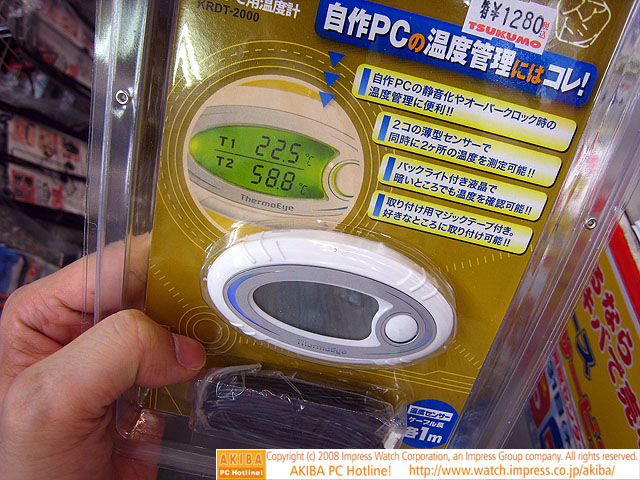 用温度計
KRDT-2000
¥1280
TSUKUMO
自作PCの温度管理にはコレ!
自作PCの静音化やオーバークロック時の
温度管理に便利!!
2コの薄型センサーで
同時に2ヶ所の温度を測定可能!!
バックライト付き液晶で
暗いところでも温度を確認可能!!
取り付け用マジックテープ付き。
好きなところに取り付け可能!!
T1 22.5℃
T2 58.8℃
ThermoEye
ThermoEye
温度センサー
ケーブル長
各1m
AKIBA
PC Hotline!
Copyright (c) 2008 Impress Watch Corporation, an Impress Group company. All rights reserved.
AKIBA PC Hotline! http://www.watch.impress.co.jp/akiba/